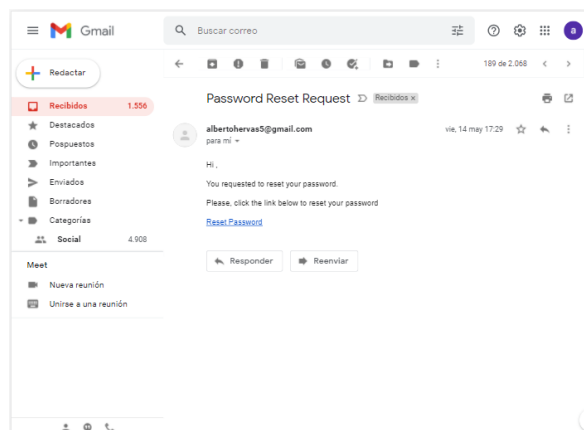 Gmail
Buscar correo
a
Redactar
189 de 2.068
Recibidos 1.556
Destacados
Pospuestos
Importantes
Enviados
Borradores
Categorías
Social 4.908
Meet
Nueva reunión
Unirse a una reunión
Password Reset Request Recibidos x
albertohervas5@gmail.com vie, 14 may 17:29
para mí
Hi ,
You requested to reset your password.
Please, click the link below to reset your password
Reset Password
Responder Reenviar